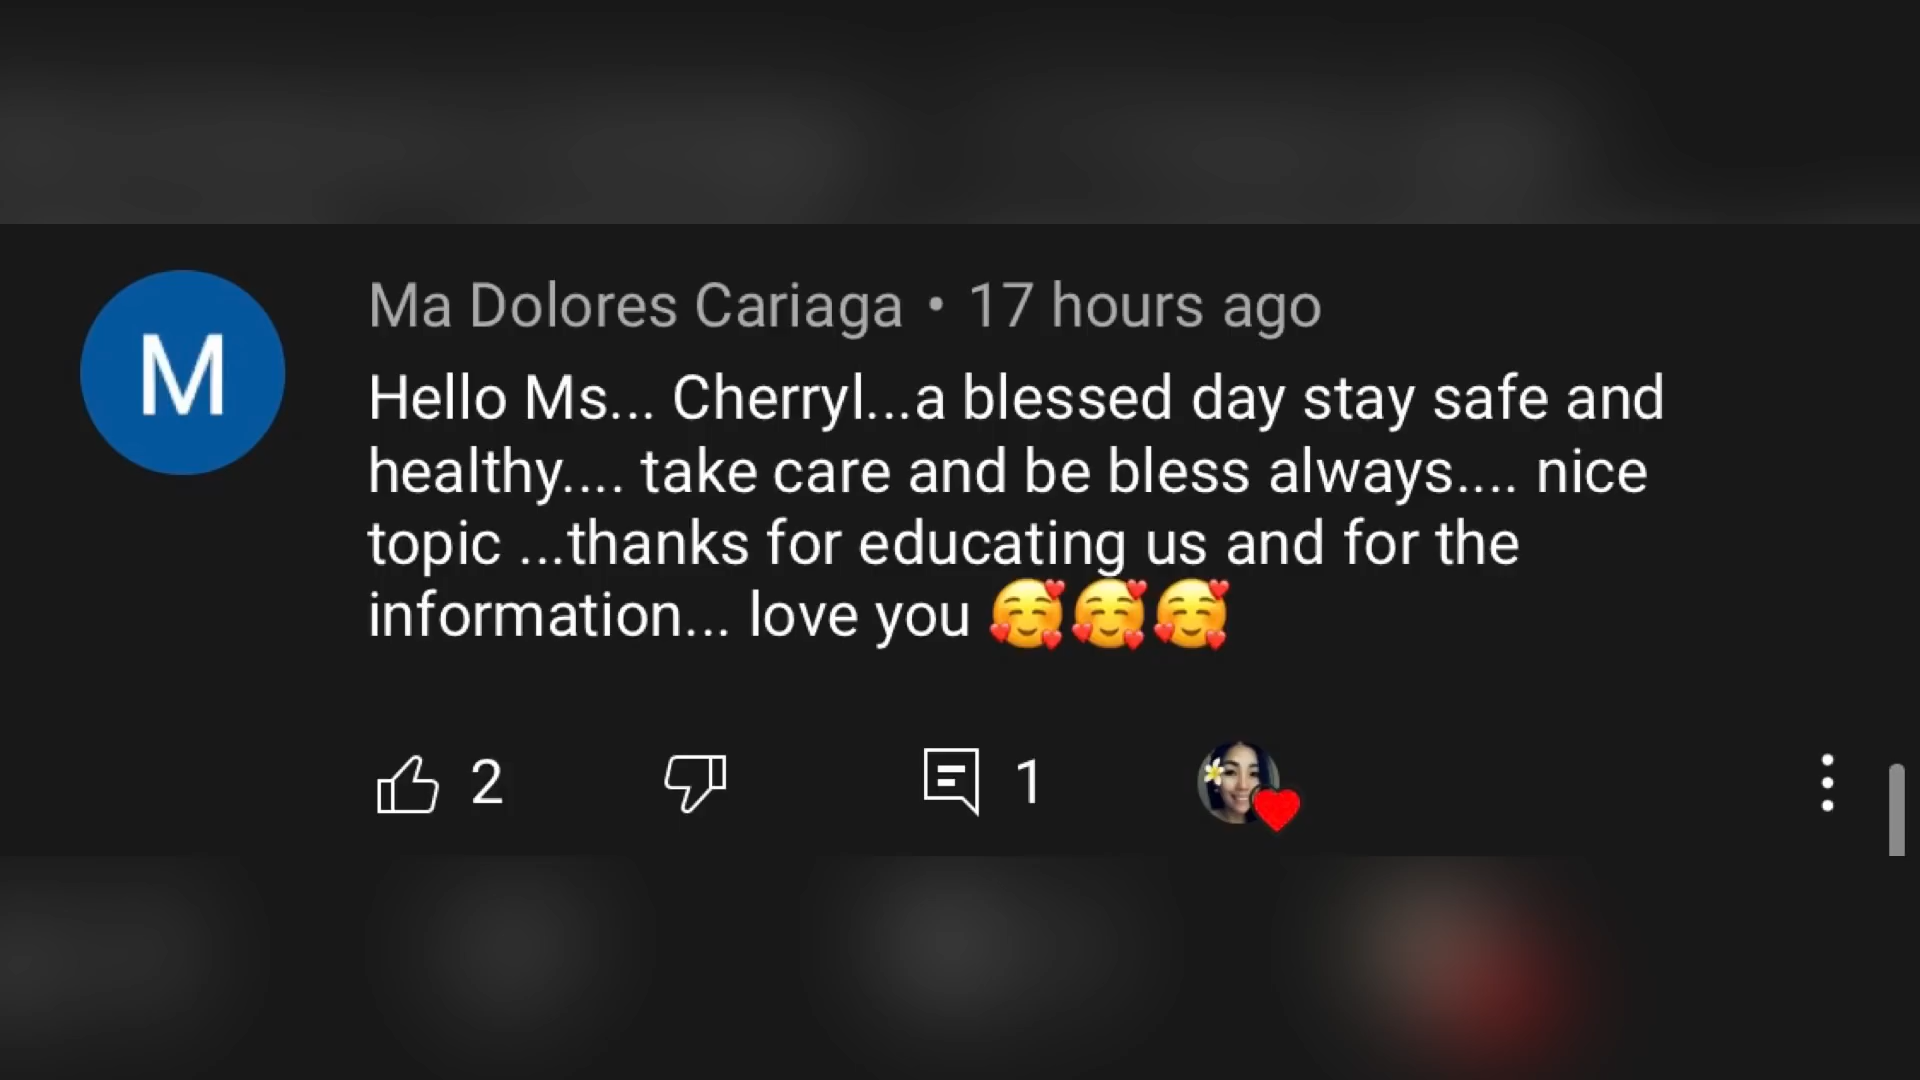 M
Ma Dolores Cariaga • 17 hours ago
Hello Ms... Cherryl...a blessed day stay safe and
healthy.... take care and be bless always.... nice
topic ...thanks for educating us and for the
information... love you 🥰🥰🥰
2
1